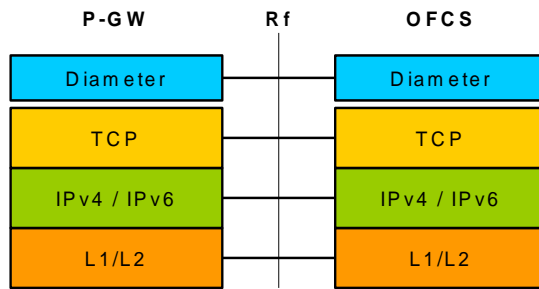 P-GW Rf OFCS
Diameter Diameter
TCP TCP
IPv4 / IPv6 IPv4 / IPv6
L1/L2 L1/L2